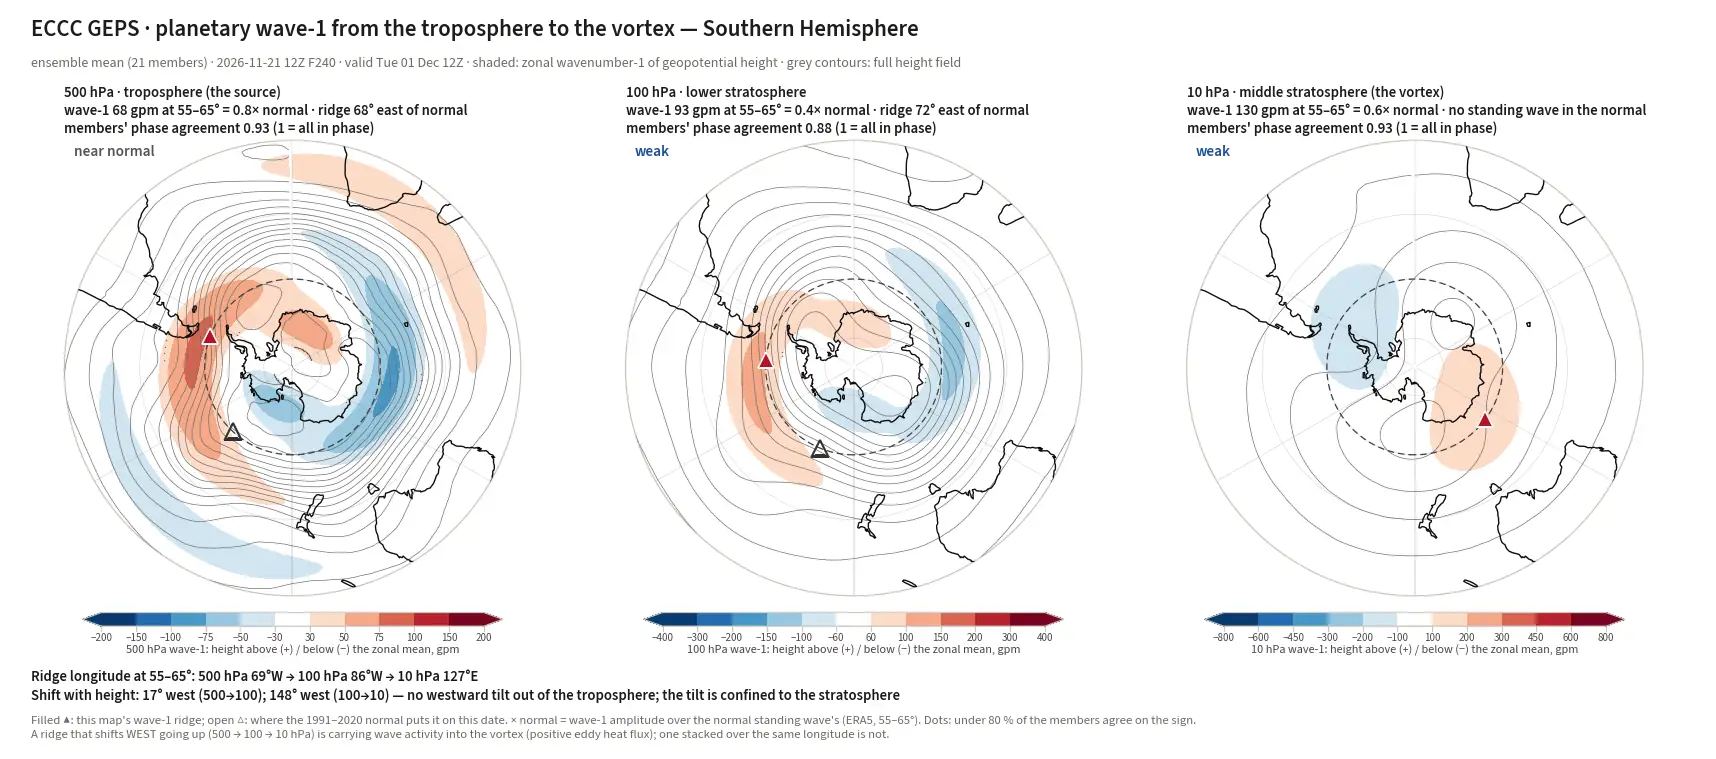 ECCC GEPS · planetary wave-1 from the troposphere to the vortex — Southern Hemisphere
ensemble mean (21 members) · 2026-11-21 12Z F240 · valid Tue 01 Dec 12Z · shaded: zonal wavenumber-1 of geopotential height · grey contours: full height field
500 hPa · troposphere (the source)
wave-1 68 gpm at 55–65° = 0.8× normal · ridge 68° east of normal
members' phase agreement 0.93 (1 = all in phase)
near normal
100 hPa · lower stratosphere
wave-1 93 gpm at 55–65° = 0.4× normal · ridge 72° east of normal
members' phase agreement 0.88 (1 = all in phase)
weak
10 hPa · middle stratosphere (the vortex)
wave-1 130 gpm at 55–65° = 0.6× normal · no standing wave in the normal
members' phase agreement 0.93 (1 = all in phase)
weak
−200 −150 −100 −75 −50 −30 30 50 75 100 150 200
500 hPa wave-1: height above (+) / below (−) the zonal mean, gpm
−400 −300 −200 −150 −100 −60 60 100 150 200 300 400
100 hPa wave-1: height above (+) / below (−) the zonal mean, gpm
−800 −600 −450 −300 −200 −100 100 200 300 450 600 800
10 hPa wave-1: height above (+) / below (−) the zonal mean, gpm
Ridge longitude at 55–65°: 500 hPa 69°W → 100 hPa 86°W → 10 hPa 127°E
Shift with height: 17° west (500→100); 148° west (100→10) — no westward tilt out of the troposphere; the tilt is confined to the stratosphere
Filled ▲: this map's wave-1 ridge; open △: where the 1991–2020 normal puts it on this date. × normal = wave-1 amplitude over the normal standing wave's (ERA5, 55–65°). Dots: under 80 % of the members agree on the sign.
A ridge that shifts WEST going up (500 → 100 → 10 hPa) is carrying wave activity into the vortex (positive eddy heat flux); one stacked over the same longitude is not.